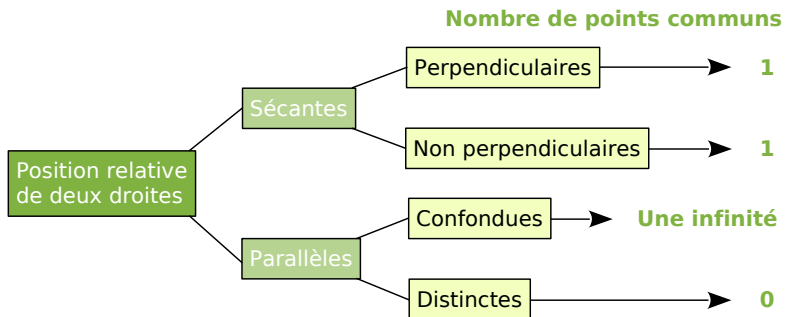 Nombre de points communs
Perpendiculaires
1
Sécantes
Non perpendiculaires
1
Position relative
de deux droites
Confondues
Une infinité
Parallèles
Distinctes
0